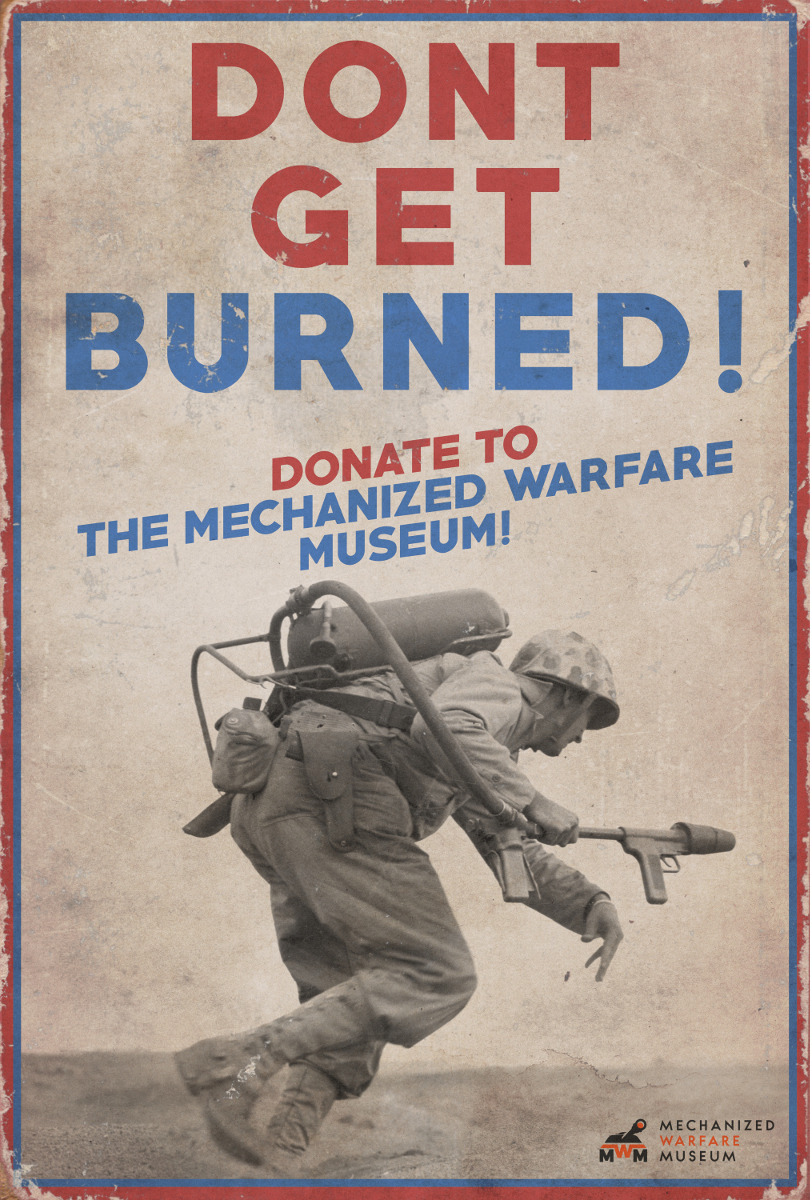 DONT
GET
BURNED!
DONATE TO
THE MECHANIZED WARFARE
MUSEUM!
MWM
MECHANIZED
WARFARE
MUSEUM